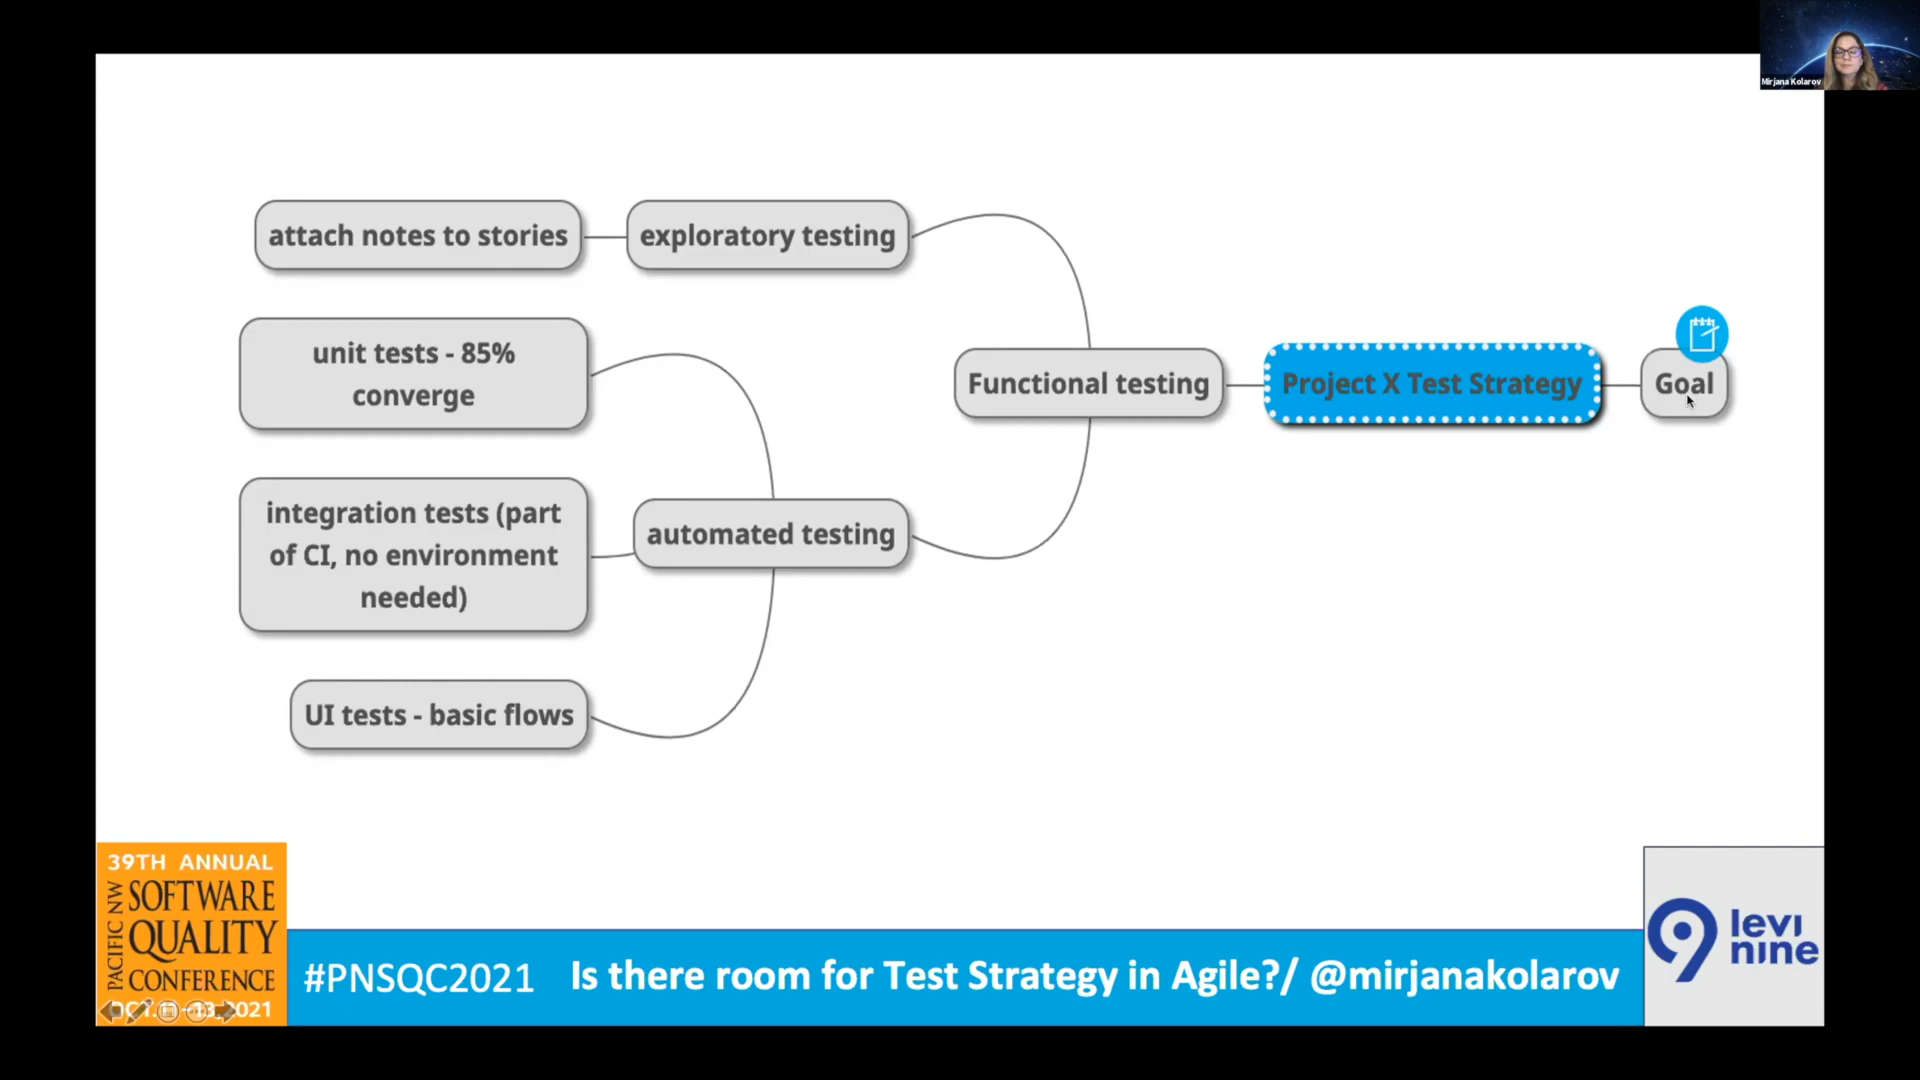 Mirjana Kolarov
attach notes to stories
exploratory testing
unit tests - 85%
converge
Functional testing
Project X Test Strategy
Goal
integration tests (part
of CI, no environment
needed)
automated testing
UI tests - basic flows
39TH ANNUAL
PACIFIC NW
SOFTWARE
QUALITY
CONFERENCE
2021
#PNSQC2021
Is there room for Test Strategy in Agile?/ @mirjanakolarov
levi
nine